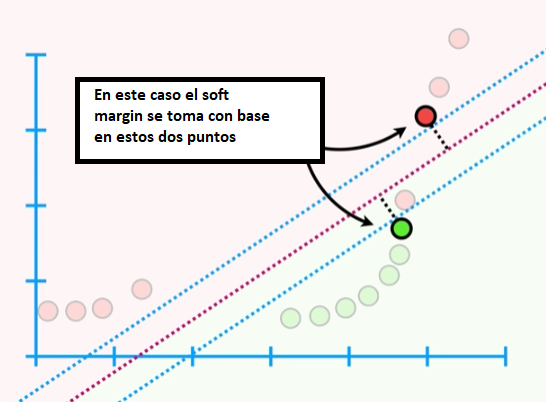 En este caso el soft
margin se toma con base
en estos dos puntos